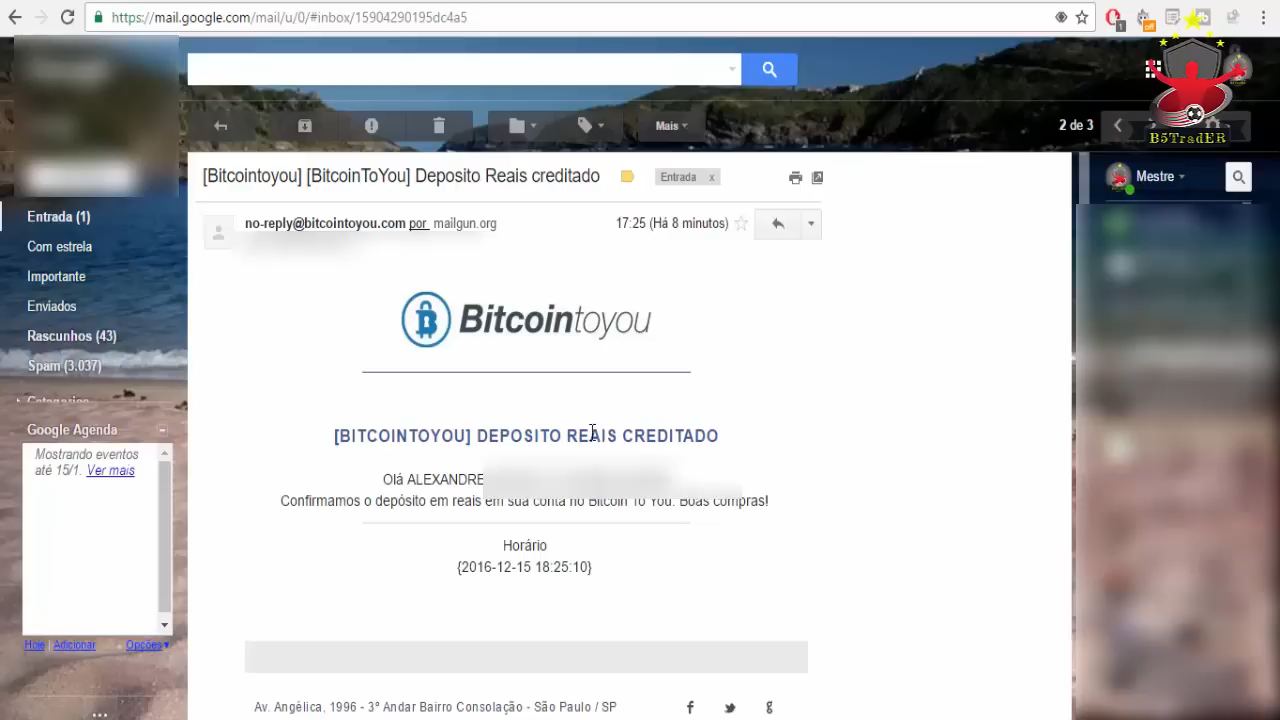 https://mail.google.com/mail/u/0/#inbox/15904290195dc4a5
1
off
B5TradER
Mais
2 de 3
[Bitcointoyou] [BitcoinToYou] Deposito Reais creditado
Entrada x
Mestre
no-reply@bitcointoyou.com por mailgun.org
17:25 (Há 8 minutos)
Entrada (1)
Com estrela
Importante
Enviados
Rascunhos (43)
Spam (3.037)
Categorias
Google Agenda
Mostrando eventos
até 15/1. Ver mais
Hoje Adicionar Opções
Bitcointoyou
[BITCOINTOYOU] DEPOSITO REAIS CREDITADO
Olá ALEXANDRE
Confirmamos o depósito em reais em sua conta no Bitcoin To You. Boas compras!
Horário
{2016-12-15 18:25:10}
Av. Angélica, 1996 - 3º Andar Bairro Consolação - São Paulo / SP